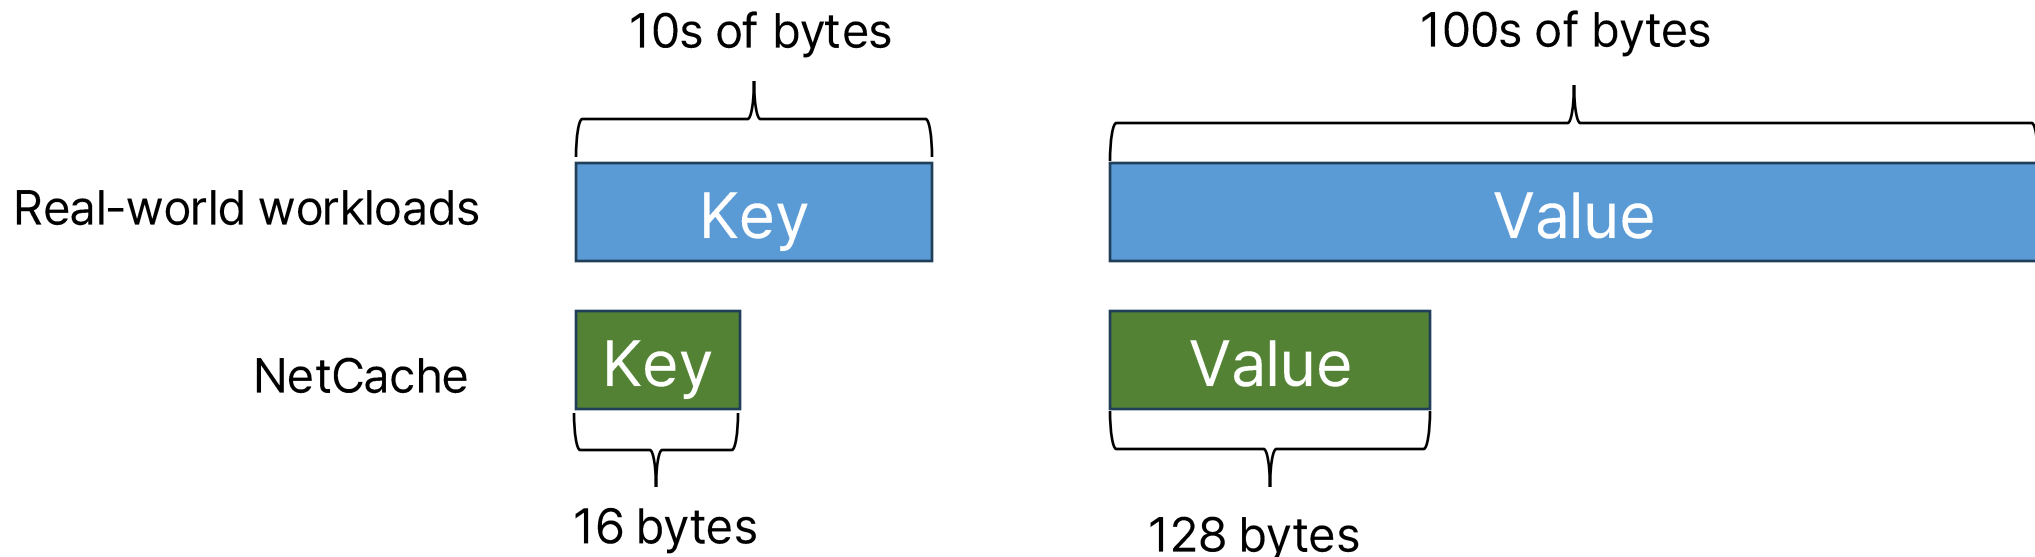 10s of bytes
100s of bytes
Real-world workloads
Key
Value
NetCache
Key
Value
16 bytes
128 bytes